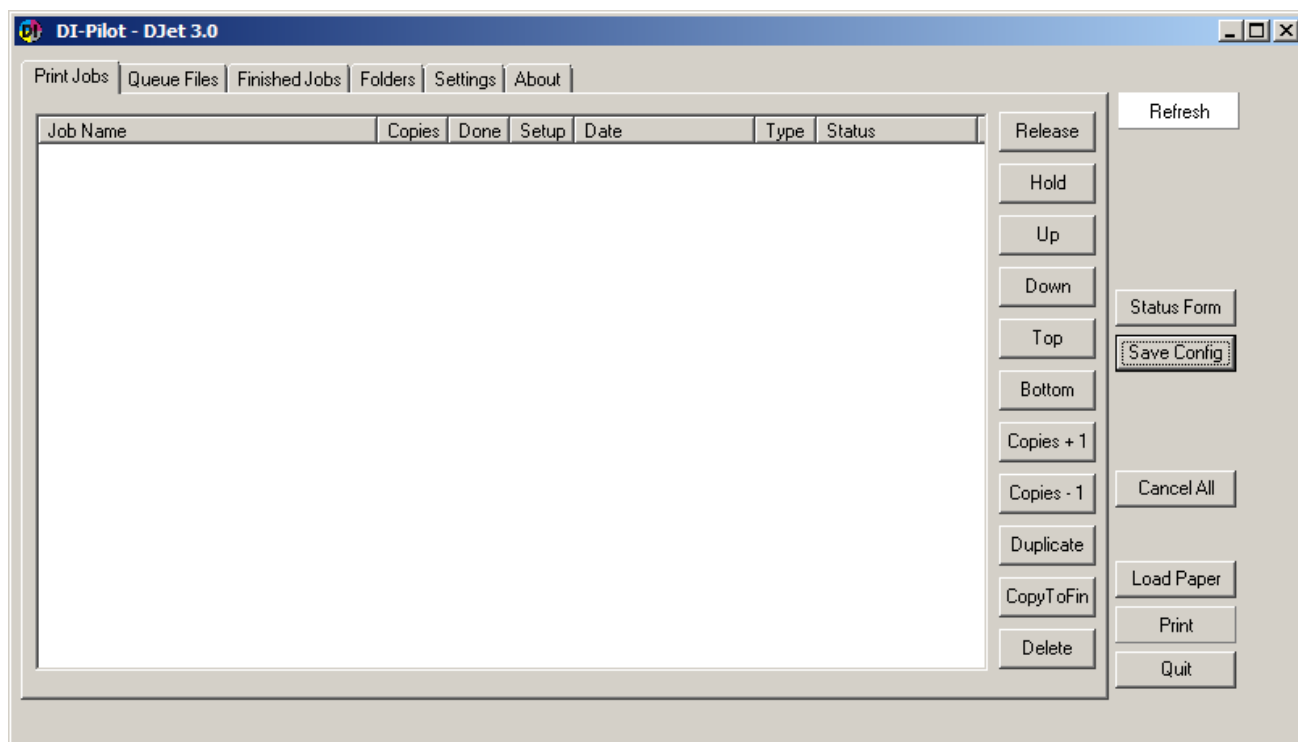 DI-Pilot - DJet 3.0
Print Jobs Queue Files Finished Jobs Folders Settings About
Job Name Copies Done Setup Date Type Status
Release
Hold
Up
Down
Top
Bottom
Copies + 1
Copies - 1
Duplicate
CopyToFin
Delete
Refresh
Status Form
Save Config
Cancel All
Load Paper
Print
Quit